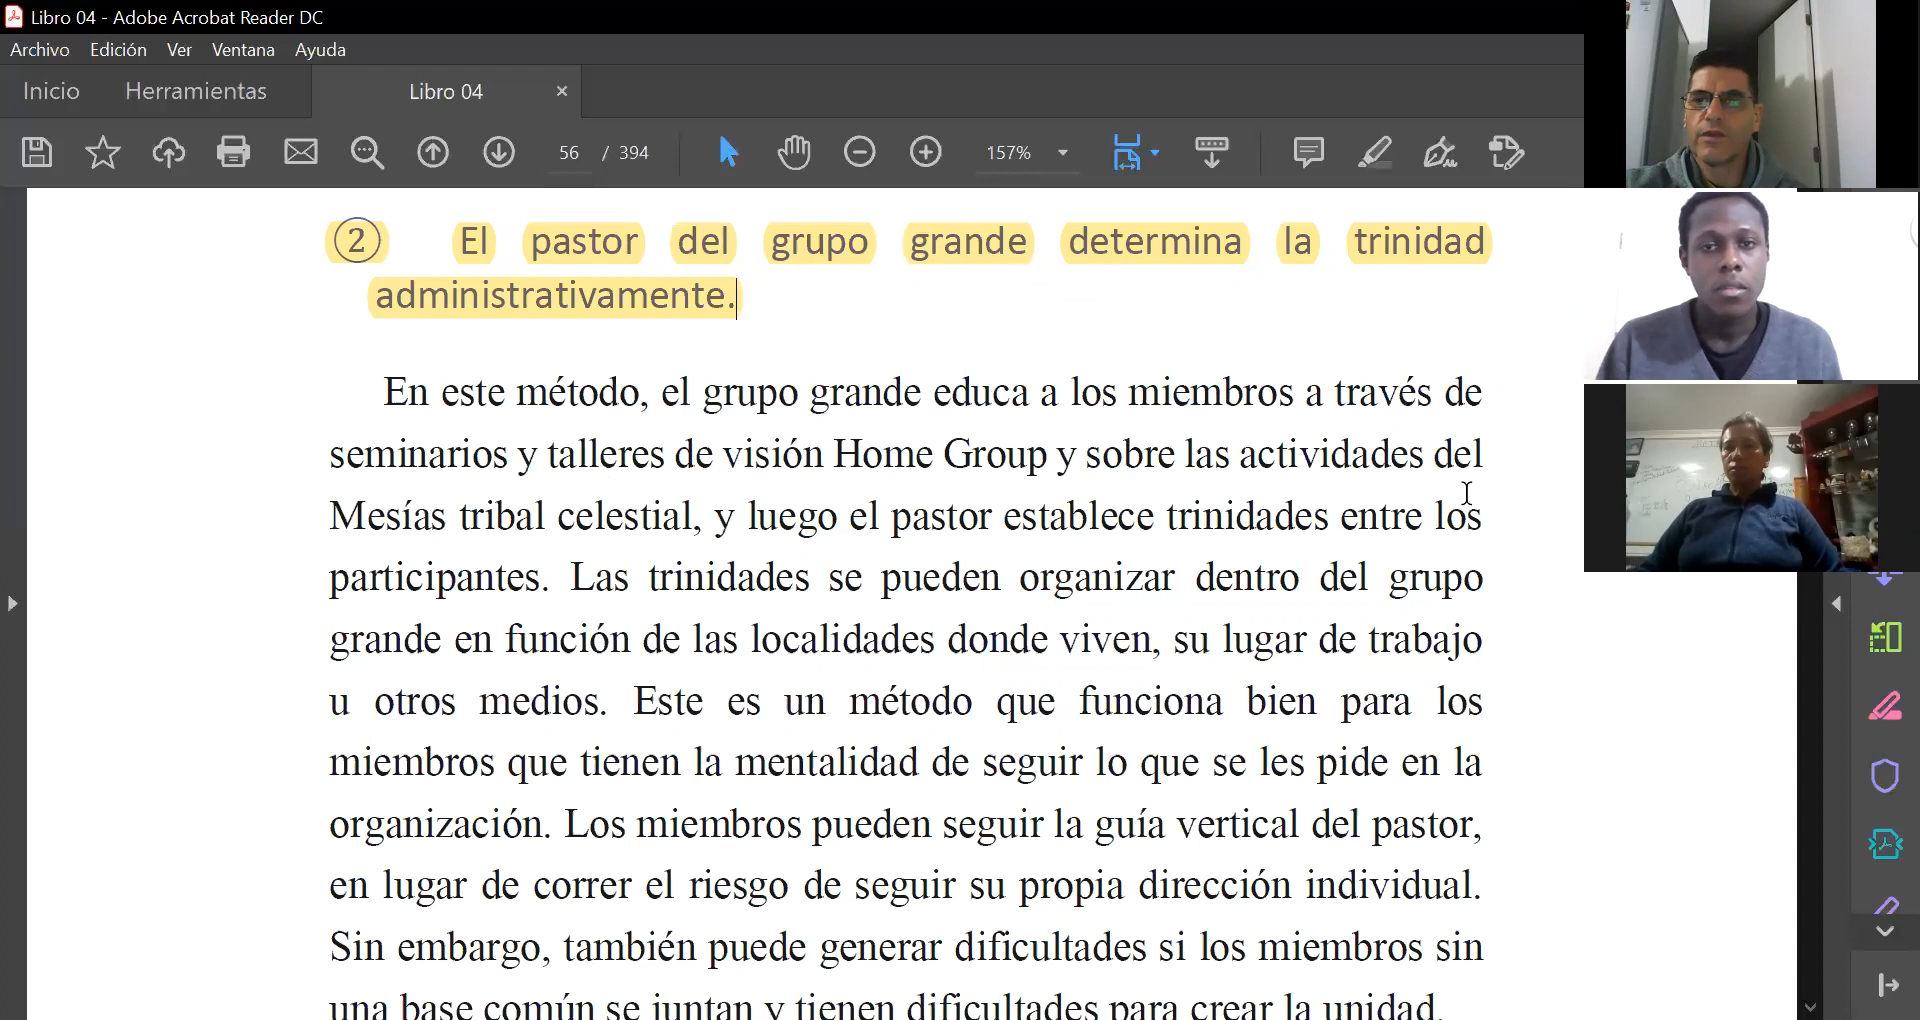 Libro 04 - Adobe Acrobat Reader DC
Archivo Edición Ver Ventana Ayuda
Inicio Herramientas Libro 04
56 / 394 157%
② El pastor del grupo grande determina la trinidad
administrativamente.
En este método, el grupo grande educa a los miembros a través de
seminarios y talleres de visión Home Group y sobre las actividades del
Mesías tribal celestial, y luego el pastor establece trinidades entre los
participantes. Las trinidades se pueden organizar dentro del grupo
grande en función de las localidades donde viven, su lugar de trabajo
u otros medios. Este es un método que funciona bien para los
miembros que tienen la mentalidad de seguir lo que se les pide en la
organización. Los miembros pueden seguir la guía vertical del pastor,
en lugar de correr el riesgo de seguir su propia dirección individual.
Sin embargo, también puede generar dificultades si los miembros sin
una base común se juntan y tienen dificultades para crear la unidad.